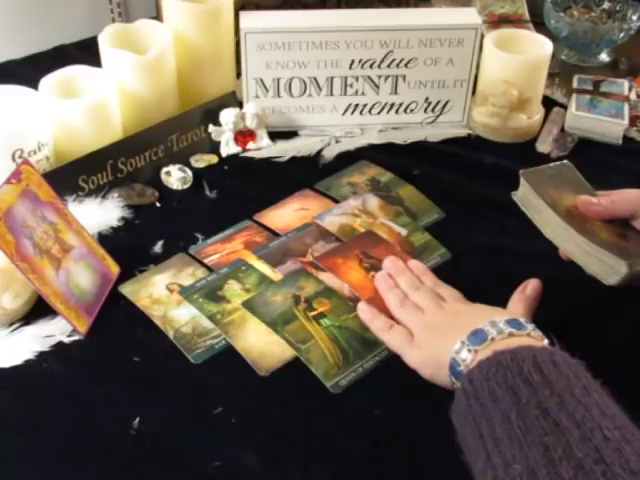 SOMETIMES YOU WILL NEVER
KNOW THE value OF A
MOMENT UNTIL IT
BECOMES A memory
Soul Source Tarot